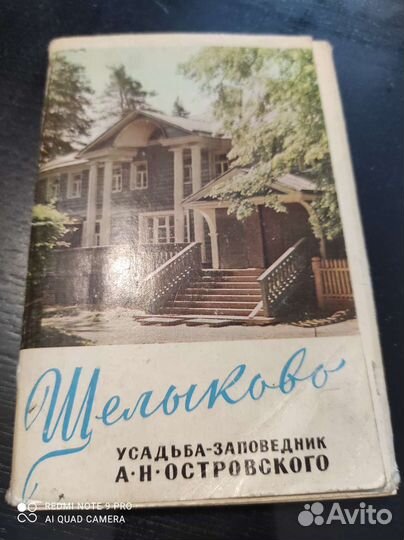 Щелыково
УСАДЬБА-ЗАПОВЕДНИК
А·Н·ОСТРОВСКОГО
REDMI NOTE 9 PRO
AI QUAD CAMERA
Avito